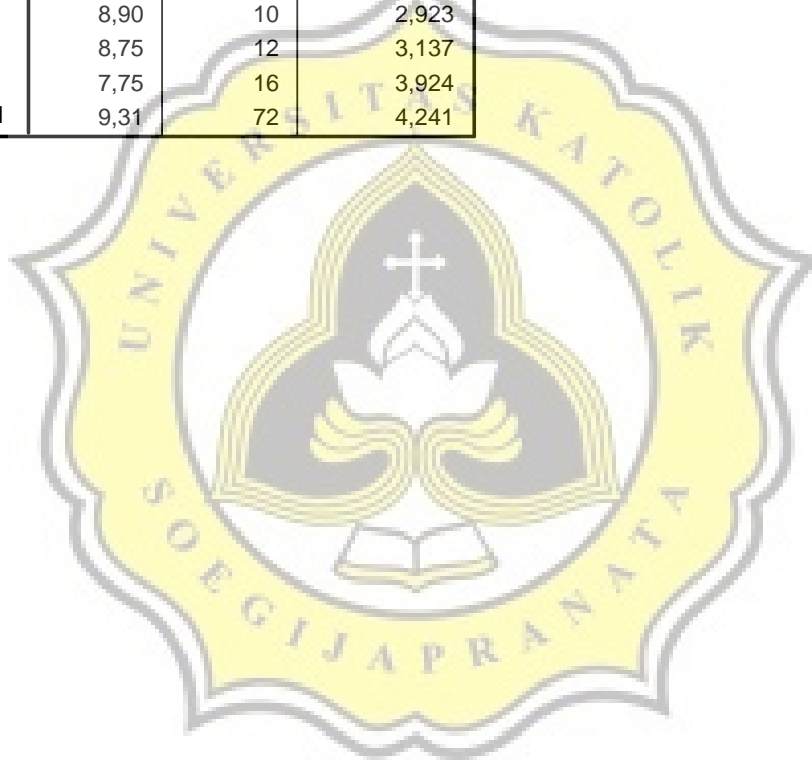 8,90 10 2,923
8,75 12 3,137
7,75 16 3,924
9,31 72 4,241
UNIVERSITAS KATOLIK
SOEGIJAPRANATA